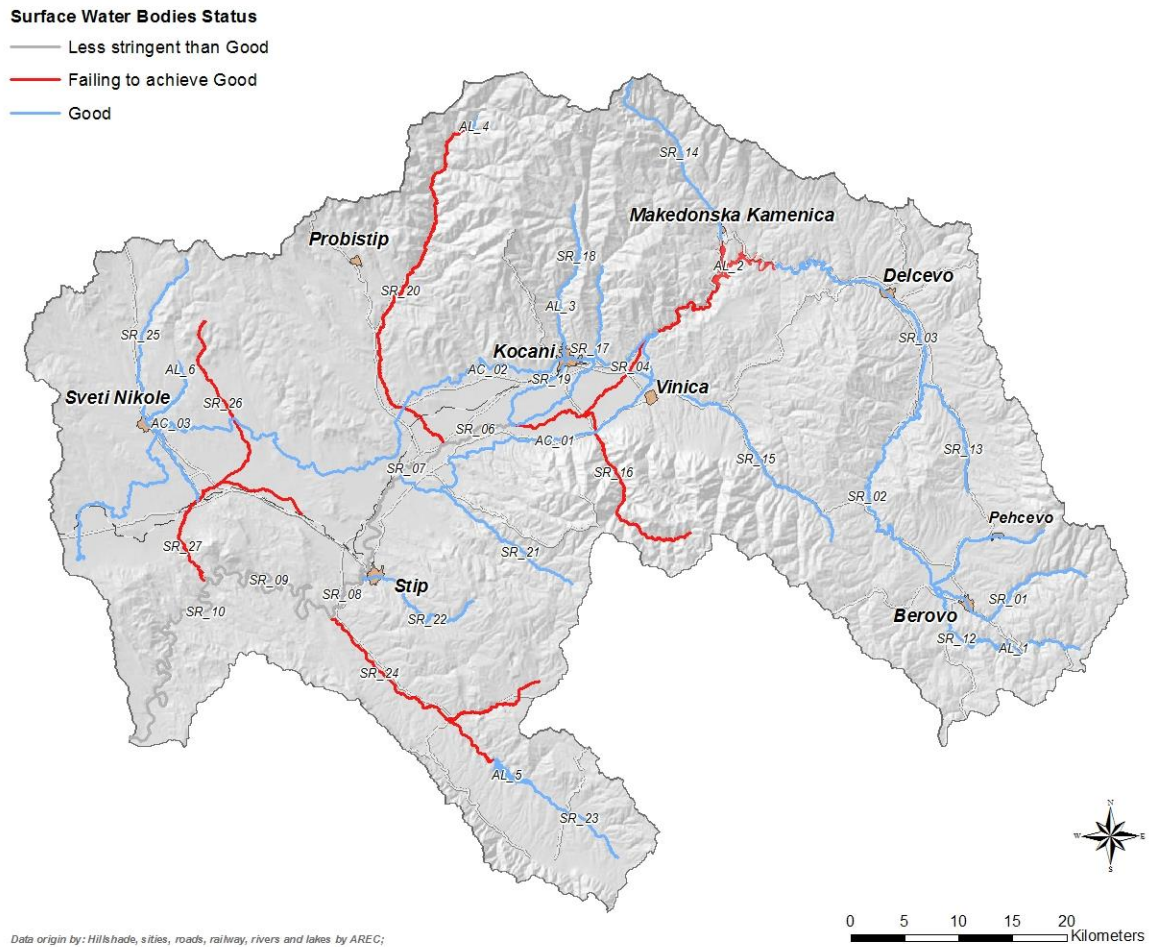 Surface Water Bodies Status
Less stringent than Good
Failing to achieve Good
Good
AL_4
SR_14
Makedonska Kamenica
Probistip
SR_18
AL_2
Delcevo
SR_20
AL_3
SR_25
SR_03
Kocani
SR_17
SR_04
AL_6
AC_02
SR_19
Vinica
Sveti Nikole
SR_26
AC_03
SR_06
AC_01
SR_13
SR_07
SR_16
SR_15
SR_02
Pehcevo
SR_27
SR_21
SR_09
Stip
SR_08
SR_10
SR_22
SR_01
Berovo
SR_12
AL_1
SR_24
AL_5
SR_23
N
W
E
S
0 5 10 15 20
Kilometers
Data origin by: Hillshade, sities, roads, railway, rivers and lakes by AREC;